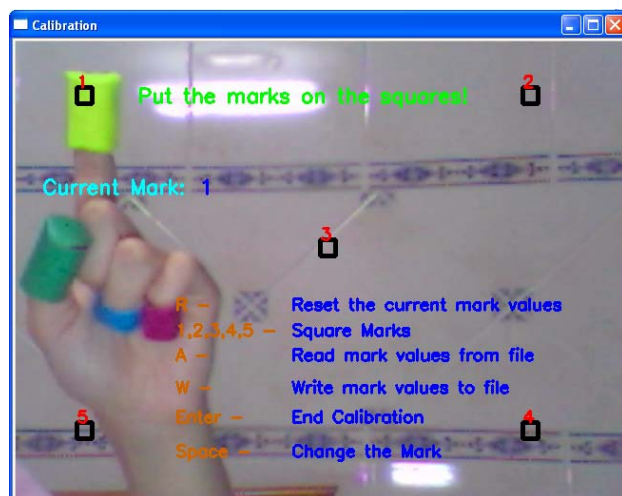 Calibration
1
2
Put the marks on the squares!
Current Mark: 1
3
R - Reset the current mark values
1,2,3,4,5 - Square Marks
A - Read mark values from file
W - Write mark values to file
5
Enter - End Calibration
4
Space - Change the Mark